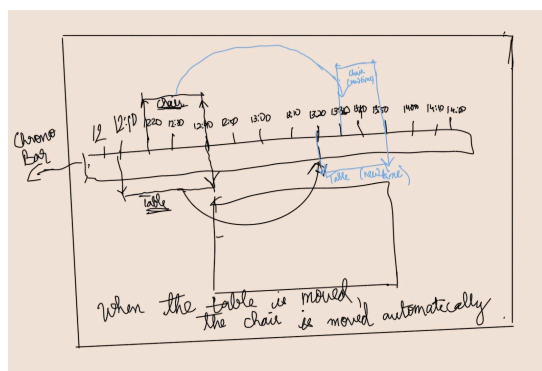 Chair
Chair
(new time)
12 12:10 12:20 12:30 12:40 12:50 13:00 13:10 13:20 13:30 13:40 13:50 14:00 14:10 14:20
Chrono
Bar
Table
Table (new time)
When the table is moved,
the chair is moved automatically.